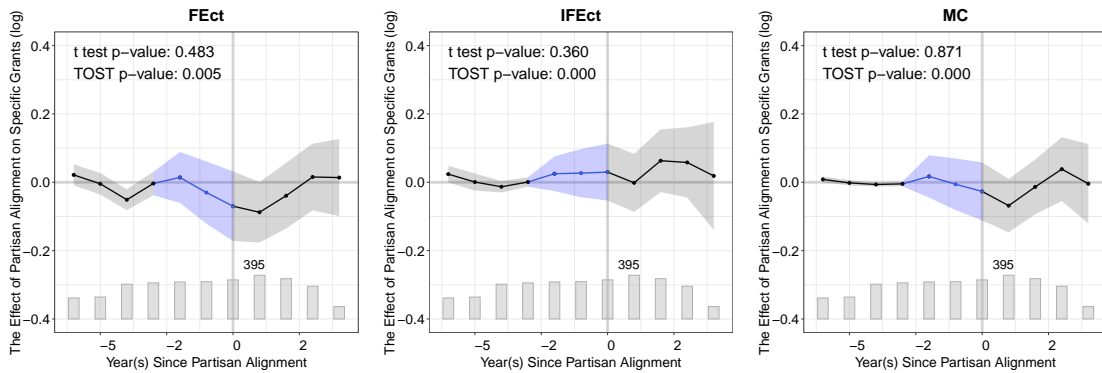 FEct
The Effect of Partisan Alignment on Specific Grants (log)
t test p−value: 0.483
TOST p−value: 0.005
0.4
0.2
0.0
−0.2
−0.4
395
−5
−2
0
2
Year(s) Since Partisan Alignment
IFEct
The Effect of Partisan Alignment on Specific Grants (log)
t test p−value: 0.360
TOST p−value: 0.000
0.4
0.2
0.0
−0.2
−0.4
395
−5
−2
0
2
Year(s) Since Partisan Alignment
MC
The Effect of Partisan Alignment on Specific Grants (log)
t test p−value: 0.871
TOST p−value: 0.000
0.4
0.2
0.0
−0.2
−0.4
395
−5
−2
0
2
Year(s) Since Partisan Alignment